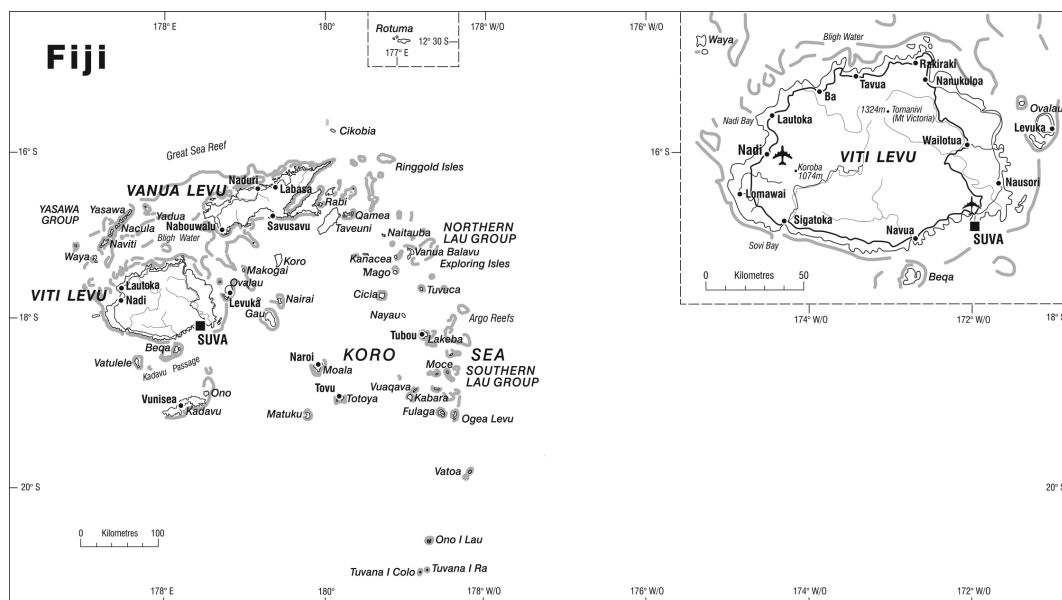 Fiji
178° E
180°
178° W/O
176° W/O
Rotuma
12° 30 S
177° E
Cikobia
16° S
Great Sea Reef
Ringgold Isles
Naduri
VANUA LEVU
Labasa
YASAWA
GROUP
Yasawa
Yadua
Rabi
Nacula
Nabouwalu
Savusavu
Qamea
Taveuni
Naviti
Bligh Water
Naitauba
NORTHERN
LAU GROUP
Waya
Koro
Kanacea
Vanua Balavu
Exploring Isles
Makogai
Mago
Ovalau
VITI LEVU
Lautoka
Nadi
Levuka
Nairai
Cicia
Tuvuca
Gau
Nayau
Argo Reefs
18° S
SUVA
Tubou
Lakeba
Beqa
Vatulele
Kadavu Passage
Naroi
Moala
KORO SEA
Moce
SOUTHERN
LAU GROUP
Ono
Vunisea
Kadavu
Tovu
Totoya
Vuaqava
Kabara
Matuku
Fulaga
Ogea Levu
Vatoa
20° S
0 Kilometres 100
Ono I Lau
Tuvana I Colo
Tuvana I Ra
178° E
180°
178° W/O
176° W/O
174° W/O
172° W/O
Waya
Bligh Water
Rakiraki
Tavua
Nanukuloa
Ba
1324m
Tomanivi
(Mt Victoria)
Ovalau
Nadi Bay
Lautoka
Levuka
16° S
Nadi
VITI LEVU
Wailotua
Koroba
1074m
Lomawai
Nausori
Sigatoka
Sovi Bay
Navua
SUVA
0 Kilometres 50
Beqa
174° W/O
172° W/O
18° S
20° S